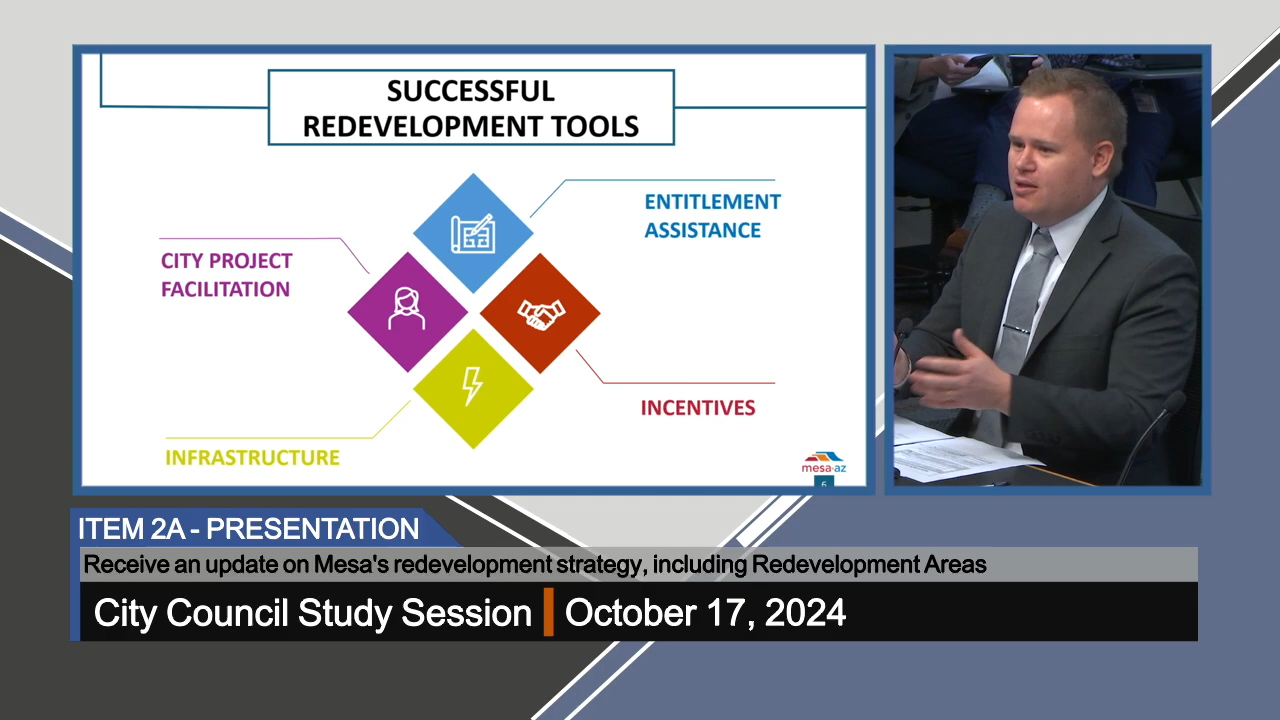 SUCCESSFUL
REDEVELOPMENT TOOLS
ENTITLEMENT
ASSISTANCE
CITY PROJECT
FACILITATION
INCENTIVES
INFRASTRUCTURE
mesa·az
6
ITEM 2A - PRESENTATION
Receive an update on Mesa's redevelopment strategy, including Redevelopment Areas
City Council Study Session
October 17, 2024